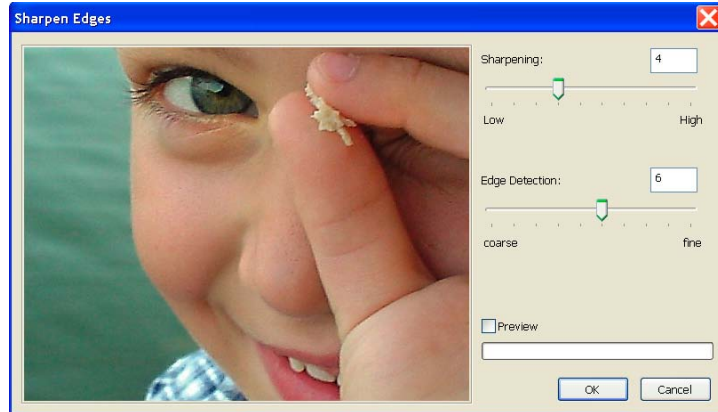 Sharpen Edges
Sharpening: 4
Low High
Edge Detection: 6
coarse fine
Preview
OK Cancel